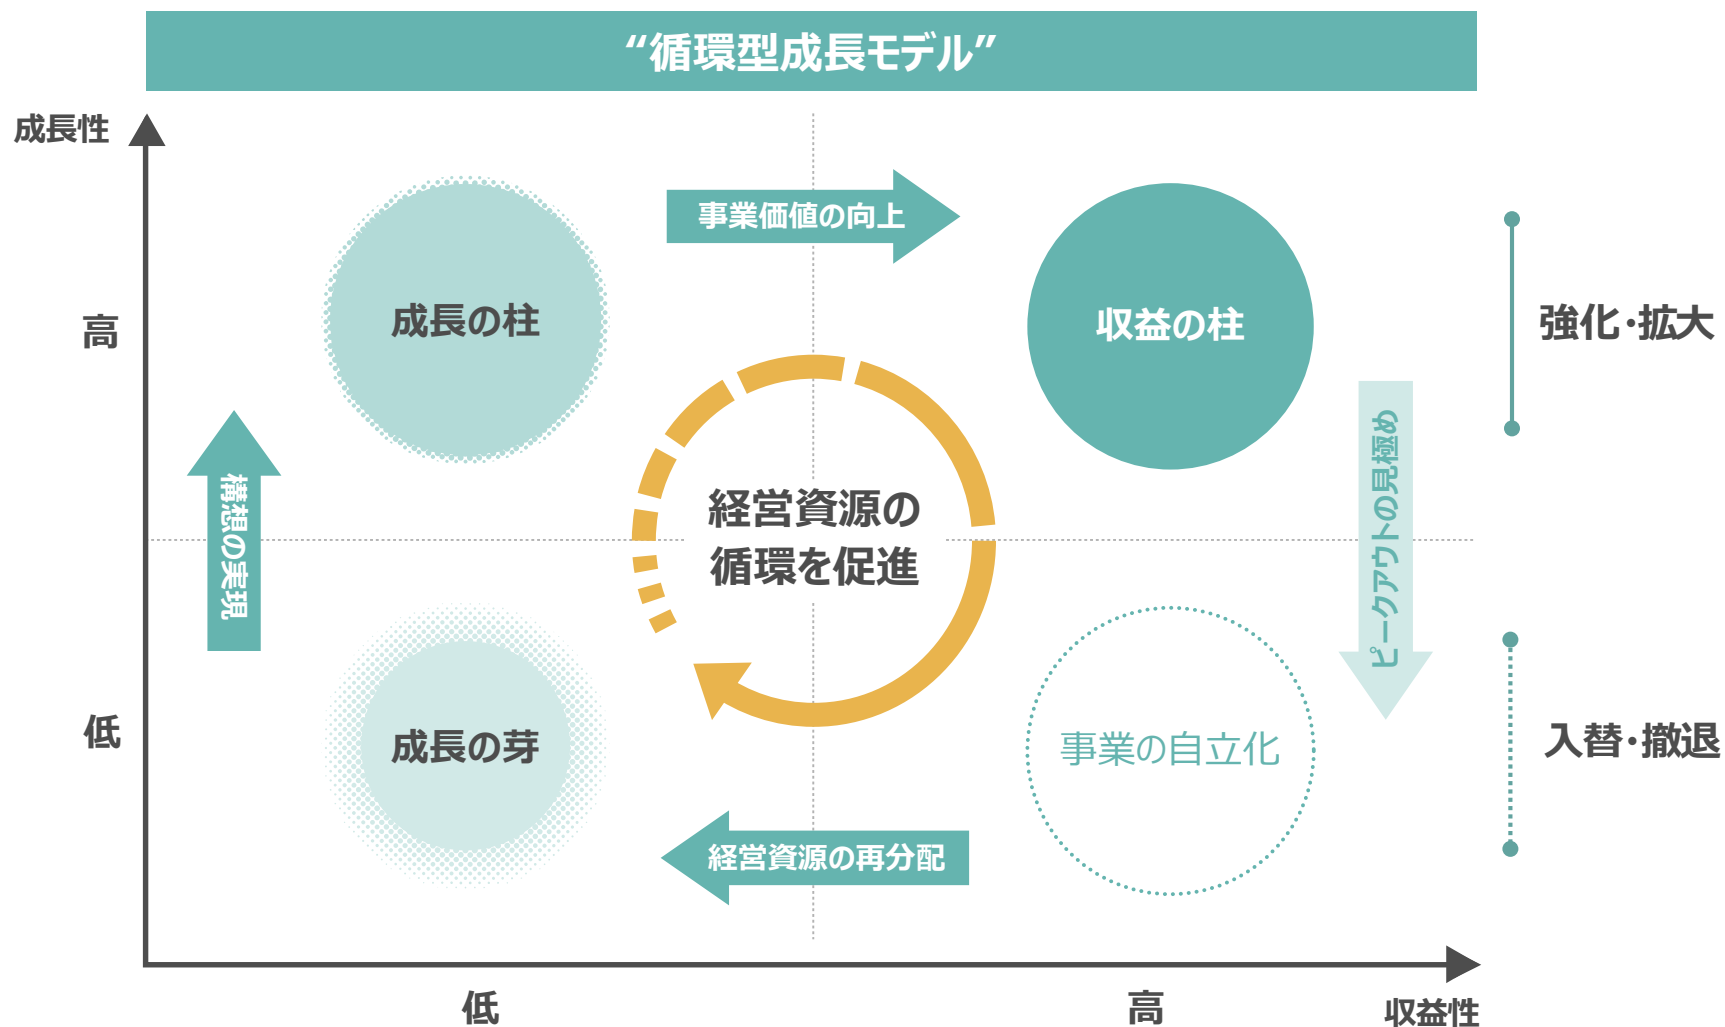 “循環型成長モデル”
成長性
事業価値の向上
成長の柱
収益の柱
高
強化・拡大
構想の実現
経営資源の
循環を促進
ピークアウトの見極め
低
成長の芽
事業の自立化
入替・撤退
経営資源の再分配
低
高
収益性